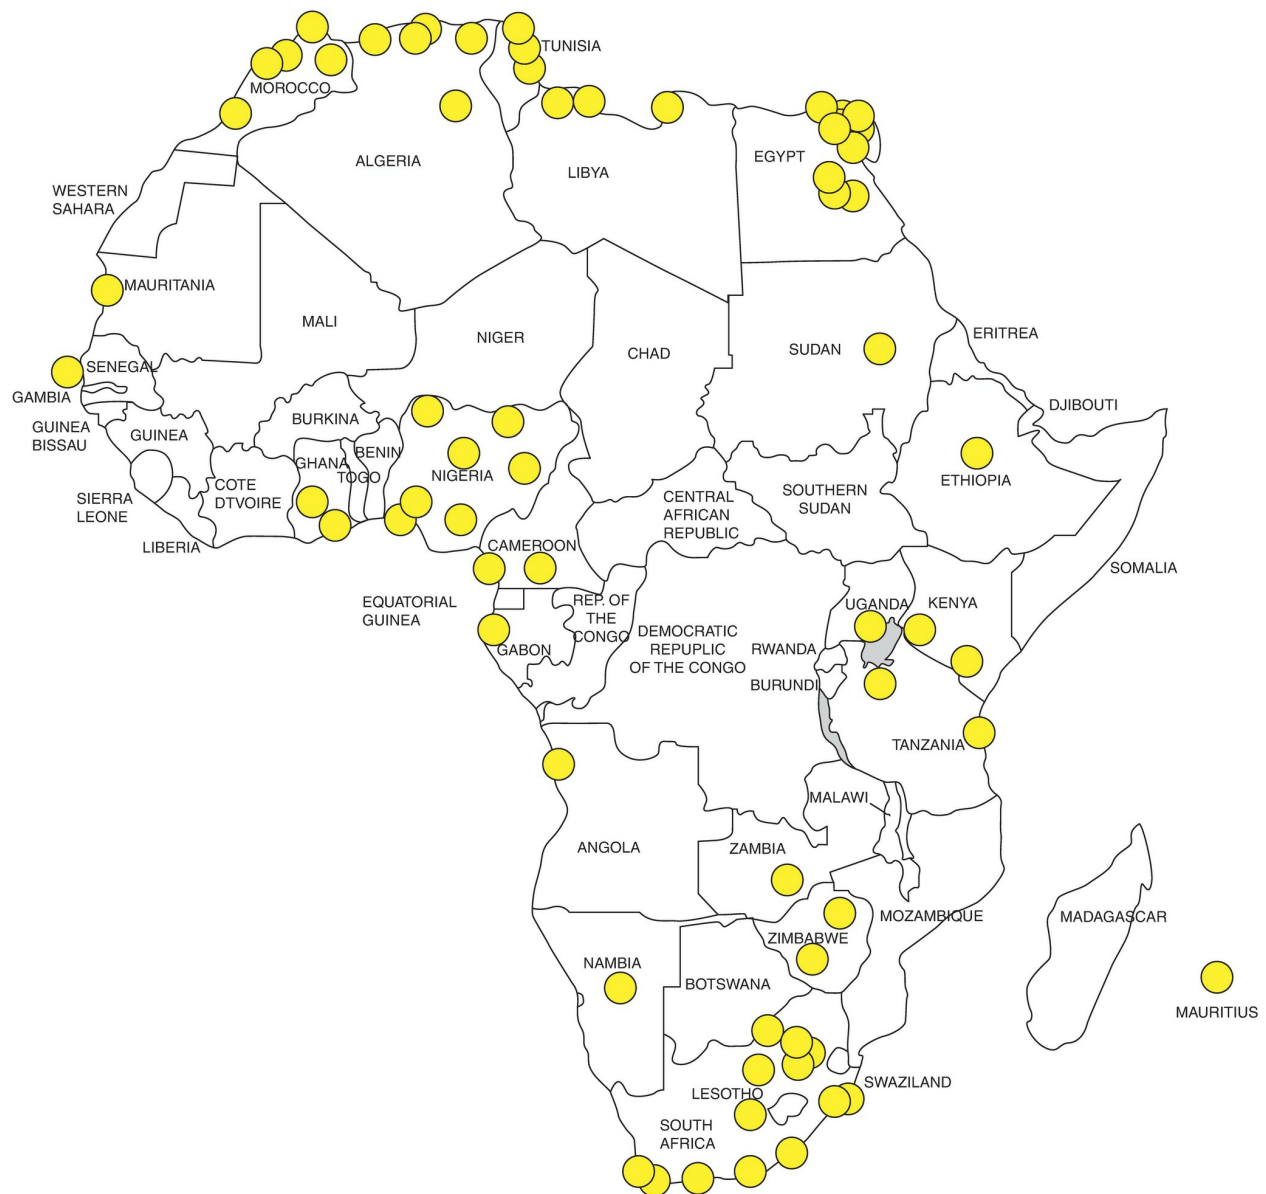 TUNISIA
MOROCCO
ALGERIA
LIBYA
EGYPT
WESTERN
SAHARA
MAURITANIA
MALI
NIGER
CHAD
SUDAN
ERITREA
SENEGAL
GAMBIA
GUINEA
BISSAU
GUINEA
BURKINA
DJIBOUTI
BENIN
GHANA
TOGO
NIGERIA
ETHIOPIA
COTE
DTVOIRE
SIERRA
LEONE
LIBERIA
CENTRAL
AFRICAN
REPUBLIC
SOUTHERN
SUDAN
CAMEROON
SOMALIA
EQUATORIAL
GUINEA
REP. OF
THE
CONGO
GABON
DEMOCRATIC
REPUPLIC
OF THE CONGO
UGANDA
KENYA
RWANDA
BURUNDI
TANZANIA
MALAWI
ANGOLA
ZAMBIA
MOZAMBIQUE
MADAGASCAR
ZIMBABWE
NAMBIA
BOTSWANA
MAURITIUS
SWAZILAND
LESOTHO
SOUTH
AFRICA